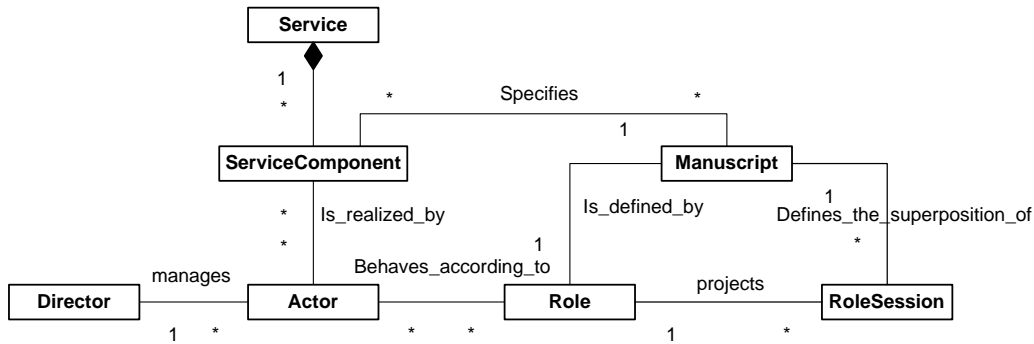 Service
1
*
* Specifies *
1
ServiceComponent
Manuscript
*
Is_realized_by
Is_defined_by
1
Defines_the_superposition_of
*
1
*
manages
Behaves_according_to
projects
Director
Actor
Role
RoleSession
1 * * * 1 *